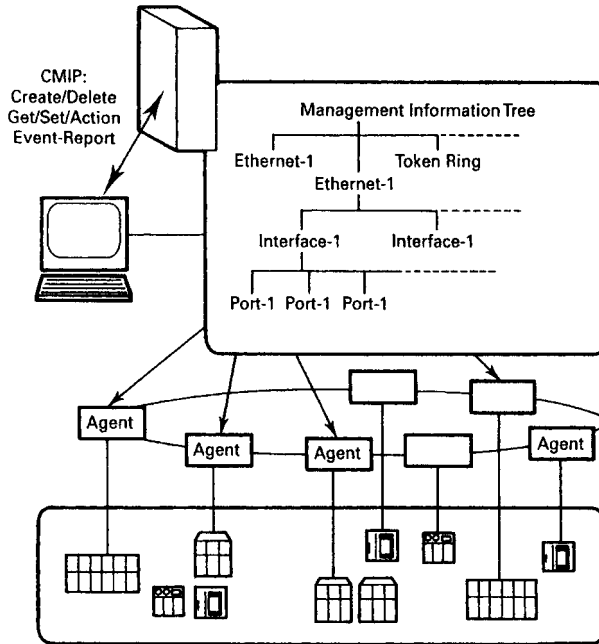 CMIP:
Create/Delete
Get/Set/Action
Event-Report
Management Information Tree
Ethernet-1
Token Ring
Ethernet-1
Interface-1
Interface-1
Port-1 Port-1 Port-1
Agent
Agent
Agent
Agent